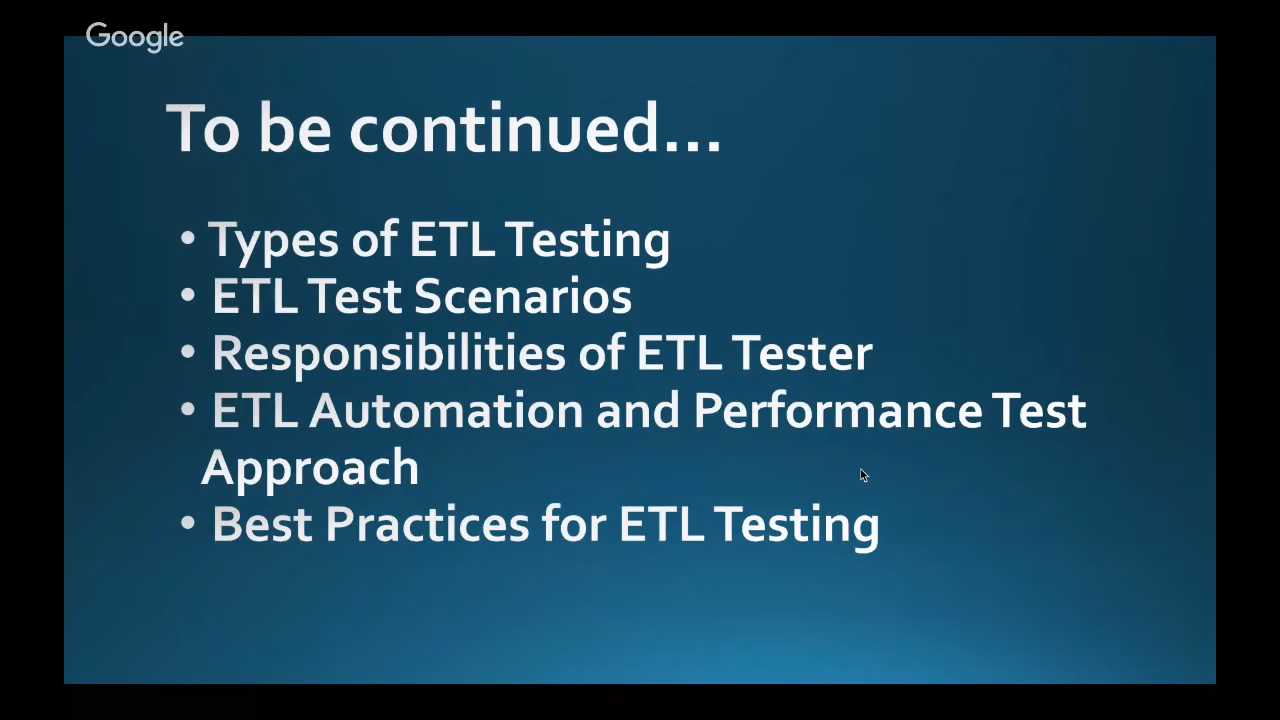 Google
To be continued...
• Types of ETL Testing
• ETL Test Scenarios
• Responsibilities of ETL Tester
• ETL Automation and Performance Test
Approach
• Best Practices for ETL Testing